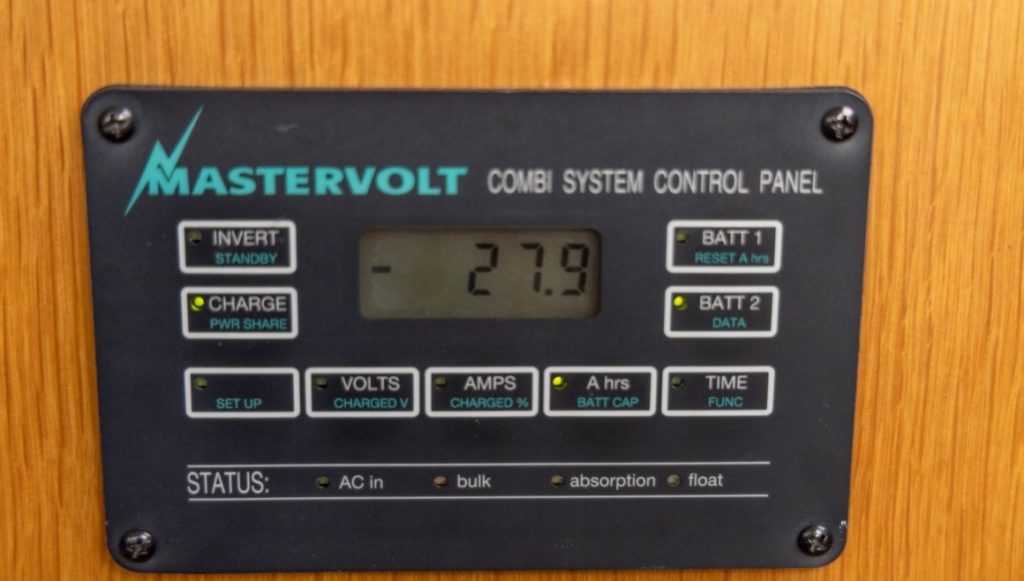 MASTERVOLT COMBI SYSTEM CONTROL PANEL
INVERT
STANDBY
- 27.9
BATT 1
RESET A hrs
CHARGE
PWR SHARE
BATT 2
DATA
SET UP
VOLTS
CHARGED V
AMPS
CHARGED %
A hrs
BATT CAP
TIME
FUNC
STATUS: AC in bulk absorption float